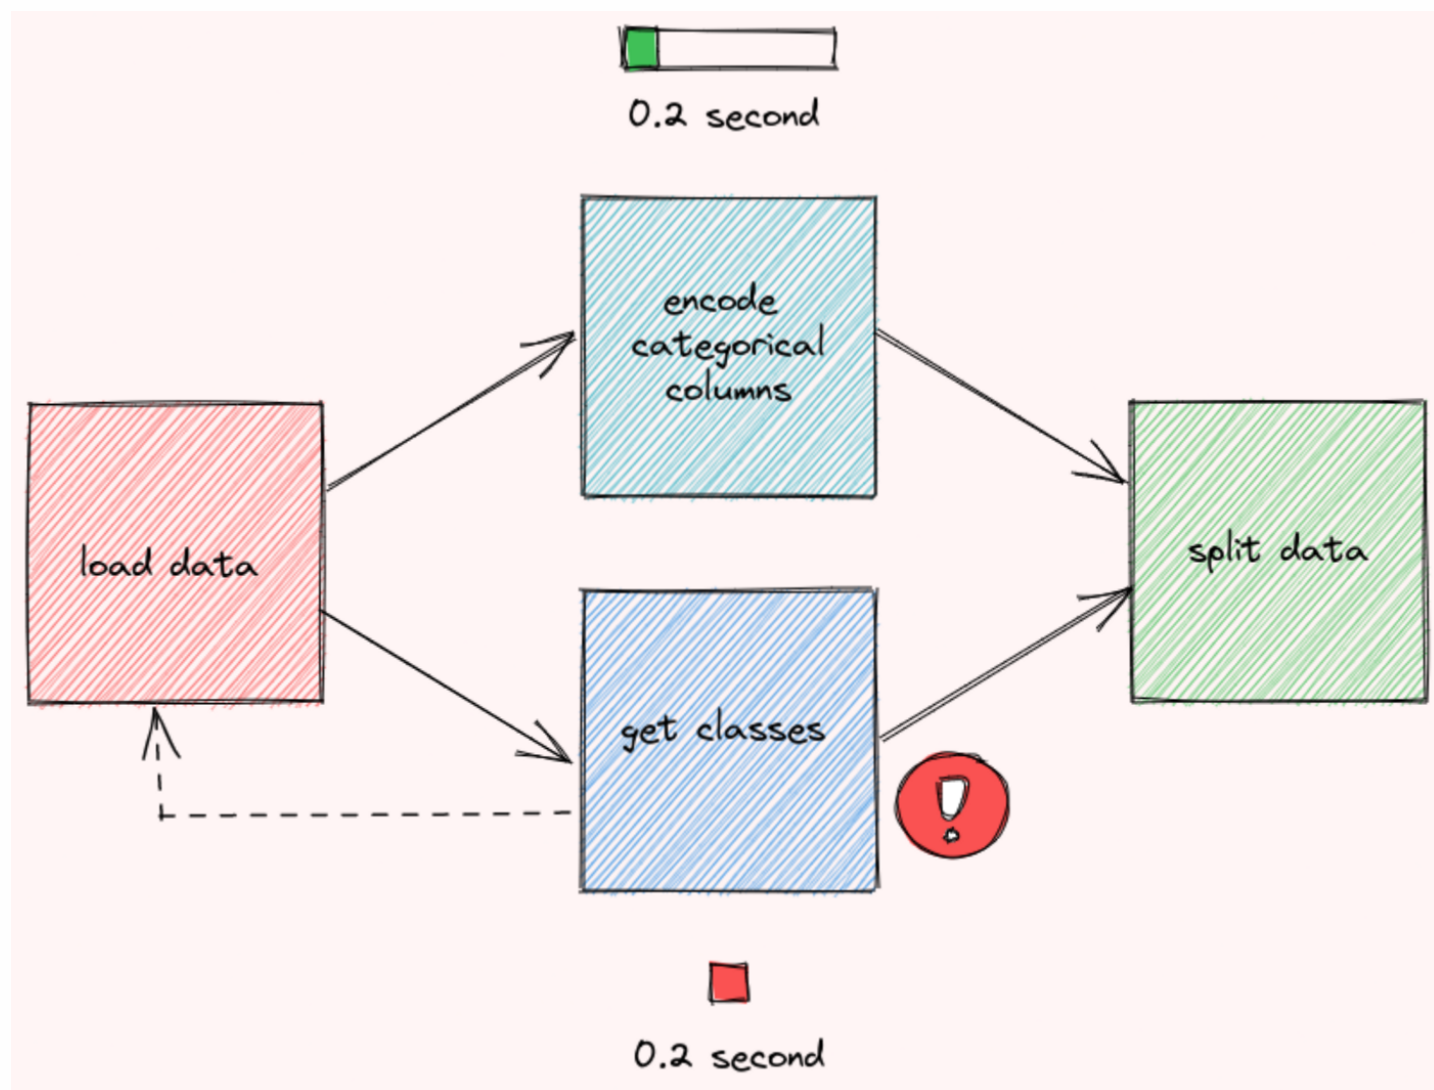 0.2 second
encode
categorical
columns
load data
split data
get classes
!
0.2 second